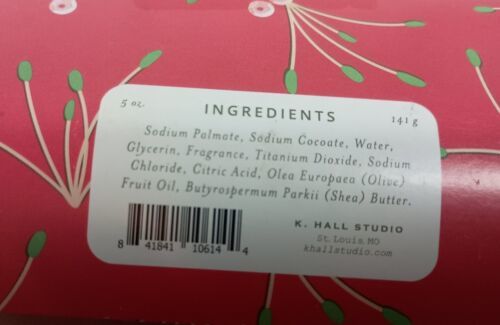 5 oz.
INGREDIENTS
141 g
Sodium Palmate, Sodium Cocoate, Water,
Glycerin, Fragrance, Titanium Dioxide, Sodium
Chloride, Citric Acid, Olea Europaea (Olive)
Fruit Oil, Butyrospermum Parkii (Shea) Butter.
K. HALL STUDIO
St. Louis, MO
khallstudio.com
8 41841 10614 4